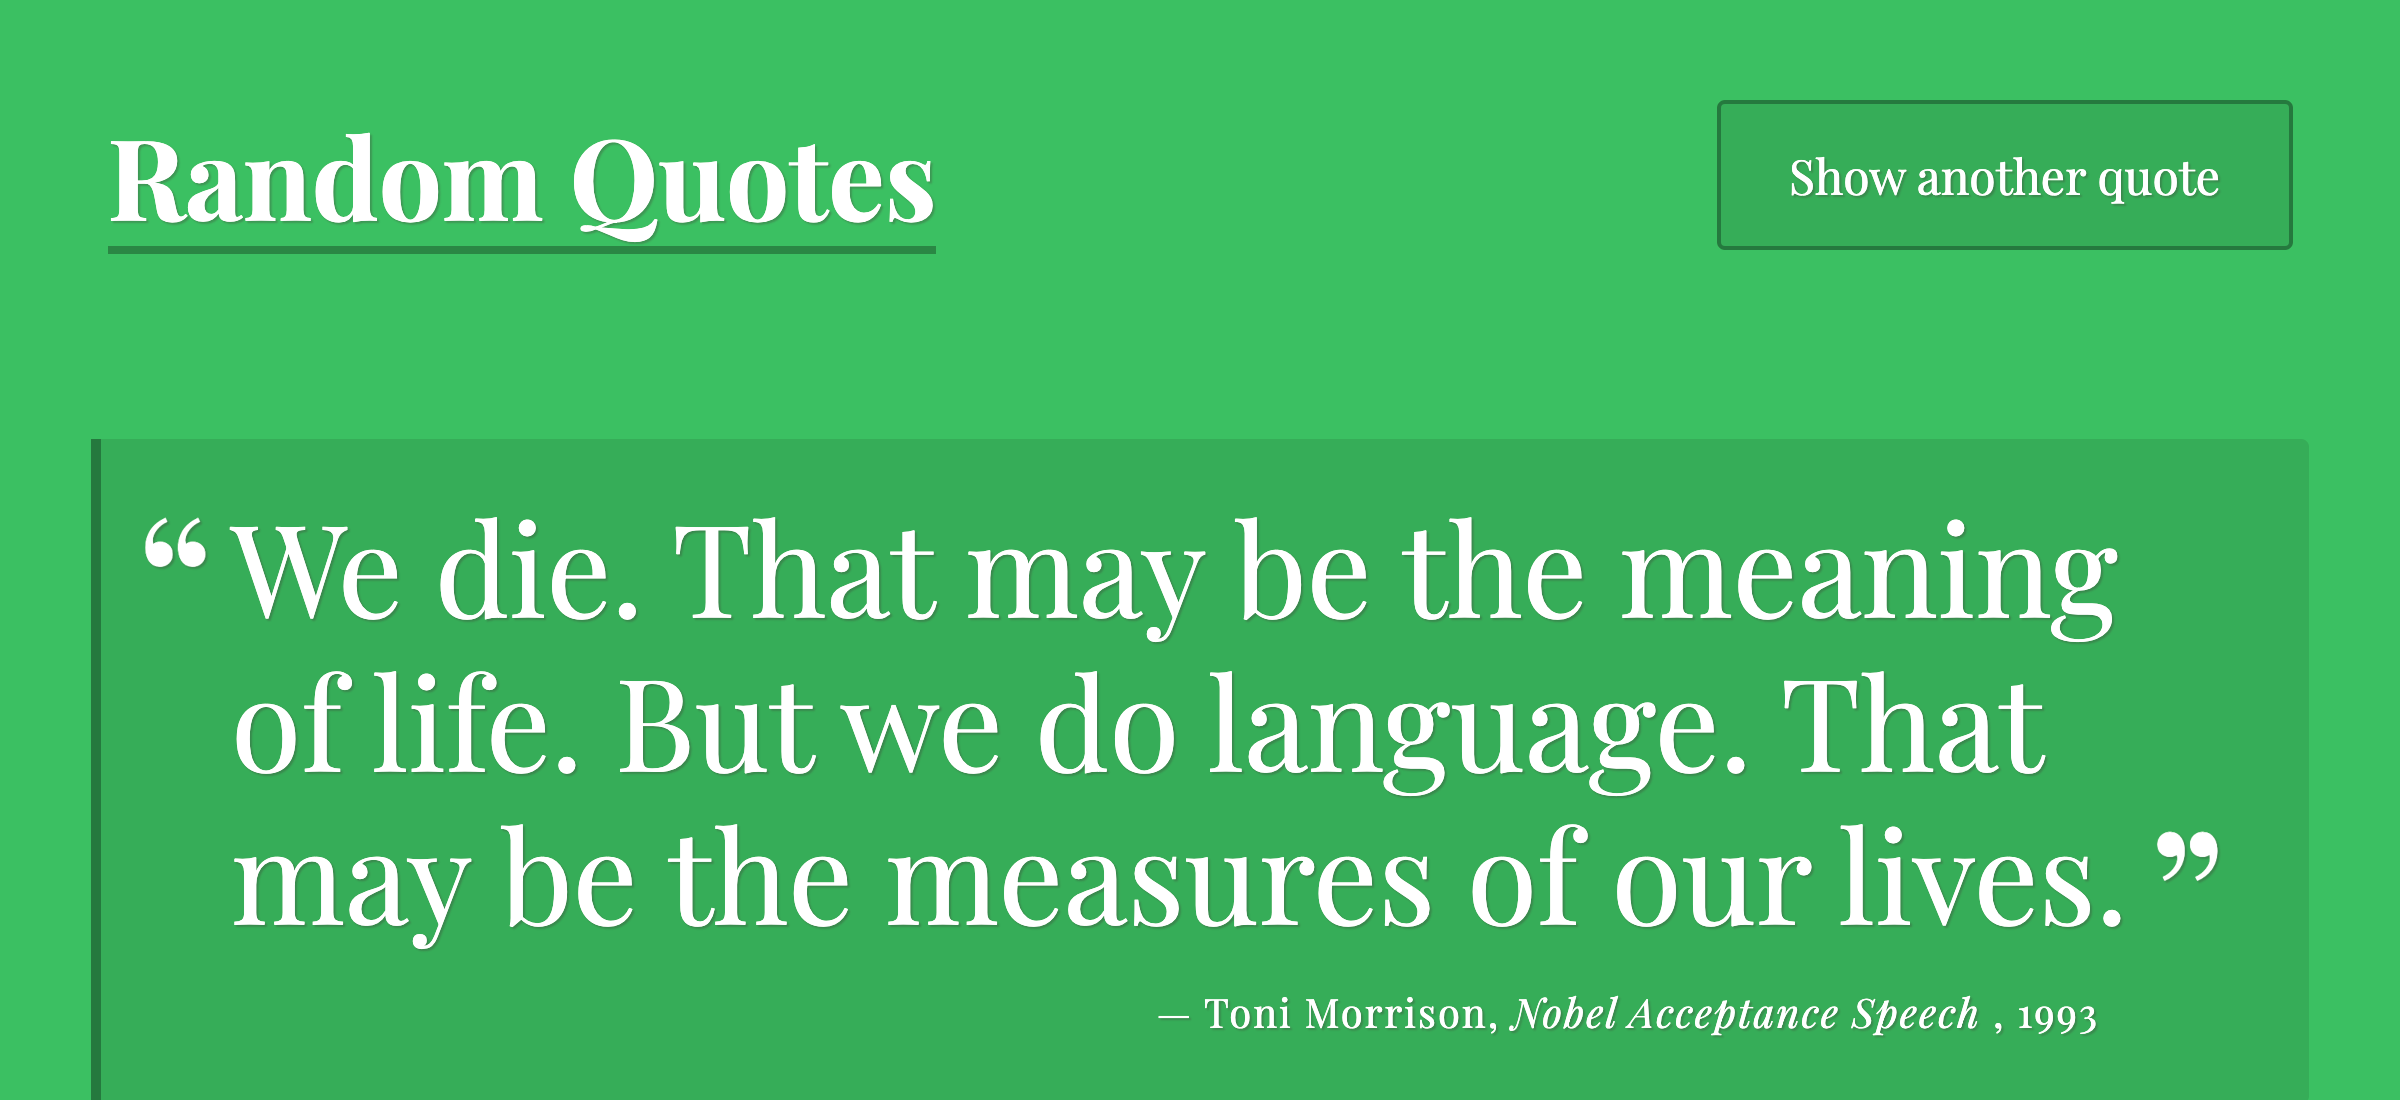 Random Quotes
Show another quote
“We die. That may be the meaning
of life. But we do language. That
may be the measures of our lives. ”
— Toni Morrison, Nobel Acceptance Speech , 1993